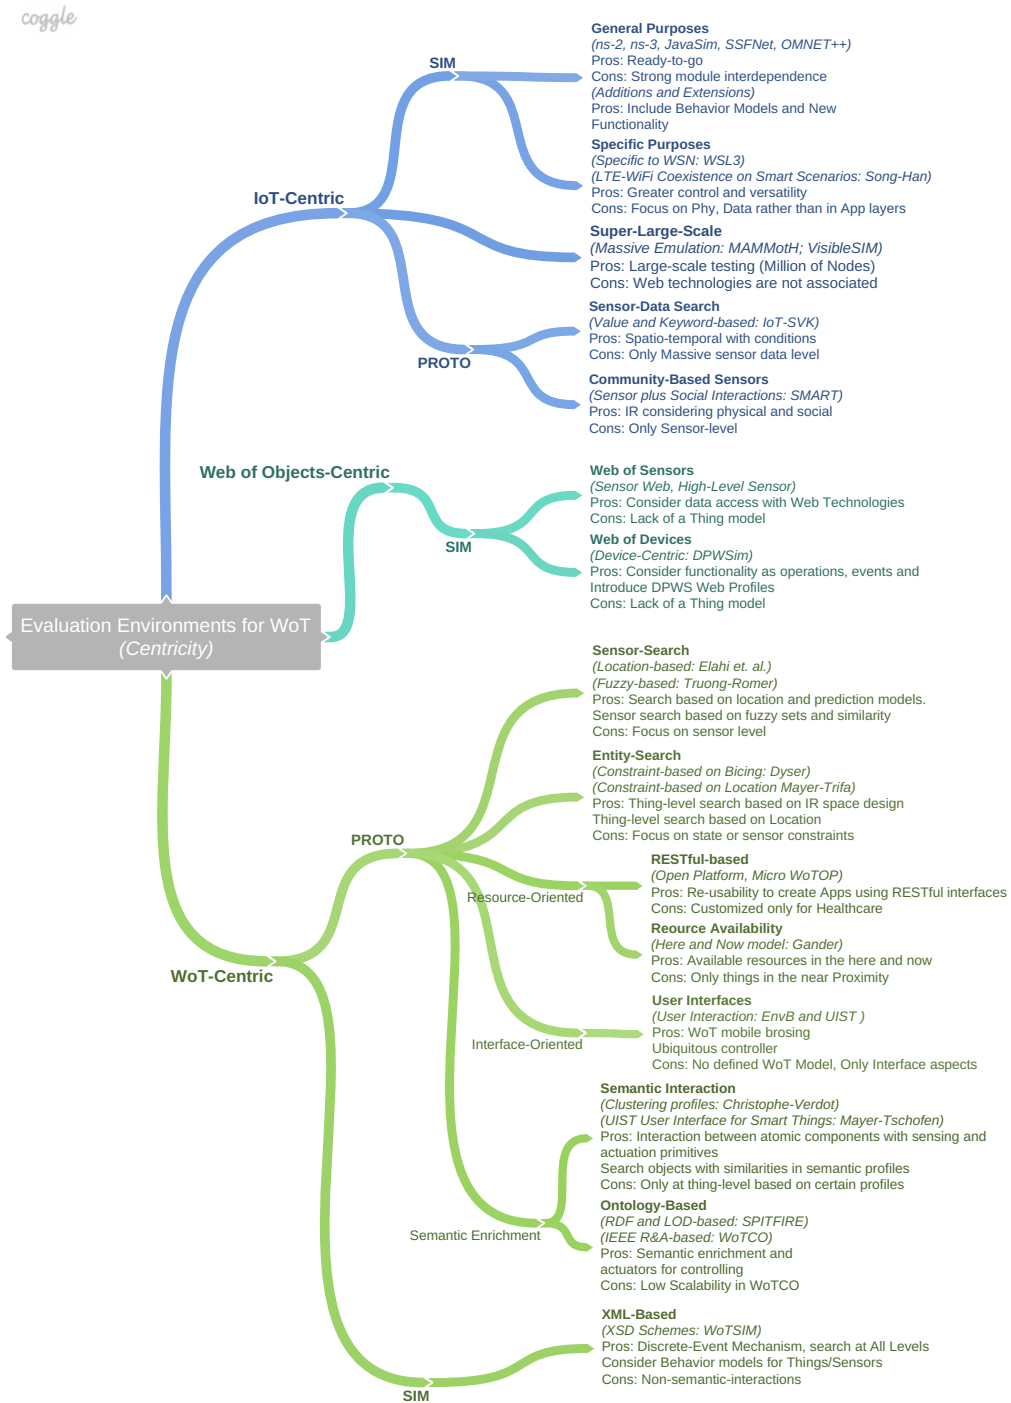 coggle
SIM
General Purposes
(ns-2, ns-3, JavaSim, SSFNet, OMNET++)
Pros: Ready-to-go
Cons: Strong module interdependence
(Additions and Extensions)
Pros: Include Behavior Models and New
Functionality
Specific Purposes
(Specific to WSN: WSL3)
(LTE-WiFi Coexistence on Smart Scenarios: Song-Han)
Pros: Greater control and versatility
Cons: Focus on Phy, Data rather than in App layers
IoT-Centric
Super-Large-Scale
(Massive Emulation: MAMMotH; VisibleSIM)
Pros: Large-scale testing (Million of Nodes)
Cons: Web technologies are not associated
PROTO
Sensor-Data Search
(Value and Keyword-based: IoT-SVK)
Pros: Spatio-temporal with conditions
Cons: Only Massive sensor data level
Community-Based Sensors
(Sensor plus Social Interactions: SMART)
Pros: IR considering physical and social
Cons: Only Sensor-level
Web of Objects-Centric
SIM
Web of Sensors
(Sensor Web, High-Level Sensor)
Pros: Consider data access with Web Technologies
Cons: Lack of a Thing model
Web of Devices
(Device-Centric: DPWSim)
Pros: Consider functionality as operations, events and
Introduce DPWS Web Profiles
Cons: Lack of a Thing model
Evaluation Environments for WoT
(Centricity)
Sensor-Search
(Location-based: Elahi et. al.)
(Fuzzy-based: Truong-Romer)
Pros: Search based on location and prediction models.
Sensor search based on fuzzy sets and similarity
Cons: Focus on sensor level
Entity-Search
(Constraint-based on Bicing: Dyser)
(Constraint-based on Location Mayer-Trifa)
Pros: Thing-level search based on IR space design
Thing-level search based on Location
Cons: Focus on state or sensor constraints
PROTO
Resource-Oriented
RESTful-based
(Open Platform, Micro WoTOP)
Pros: Re-usability to create Apps using RESTful interfaces
Cons: Customized only for Healthcare
Reource Availability
(Here and Now model: Gander)
Pros: Available resources in the here and now
Cons: Only things in the near Proximity
WoT-Centric
Interface-Oriented
User Interfaces
(User Interaction: EnvB and UIST )
Pros: WoT mobile brosing
Ubiquitous controller
Cons: No defined WoT Model, Only Interface aspects
Semantic Enrichment
Semantic Interaction
(Clustering profiles: Christophe-Verdot)
(UIST User Interface for Smart Things: Mayer-Tschofen)
Pros: Interaction between atomic components with sensing and
actuation primitives
Search objects with similarities in semantic profiles
Cons: Only at thing-level based on certain profiles
Ontology-Based
(RDF and LOD-based: SPITFIRE)
(IEEE R&A-based: WoTCO)
Pros: Semantic enrichment and
actuators for controlling
Cons: Low Scalability in WoTCO
SIM
XML-Based
(XSD Schemes: WoTSIM)
Pros: Discrete-Event Mechanism, search at All Levels
Consider Behavior models for Things/Sensors
Cons: Non-semantic-interactions